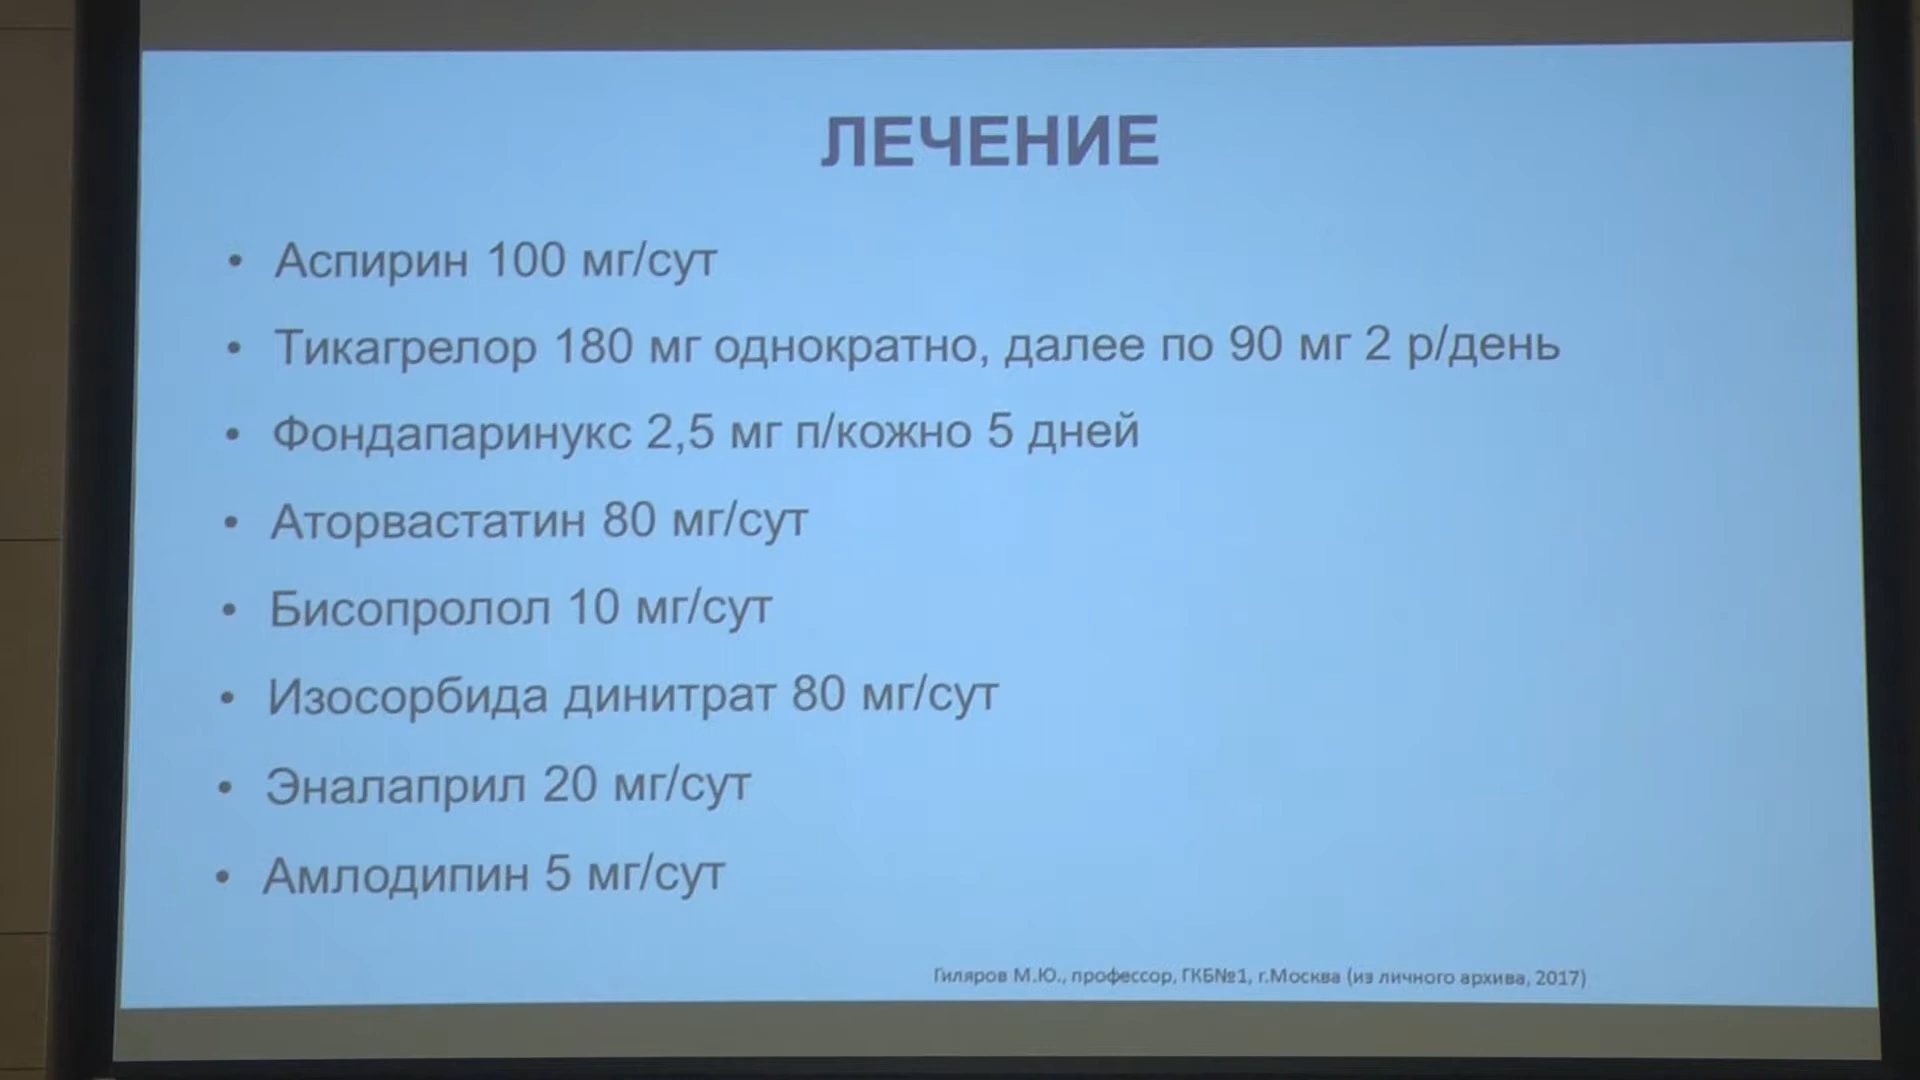 ЛЕЧЕНИЕ
• Аспирин 100 мг/сут
• Тикагрелор 180 мг однократно, далее по 90 мг 2 р/день
• Фондапаринукс 2,5 мг п/кожно 5 дней
• Аторвастатин 80 мг/сут
• Бисопролол 10 мг/сут
• Изосорбида динитрат 80 мг/сут
• Эналаприл 20 мг/сут
• Амлодипин 5 мг/сут
Гиляров М.Ю., профессор, ГКБ№1, г.Москва (из личного архива, 2017)